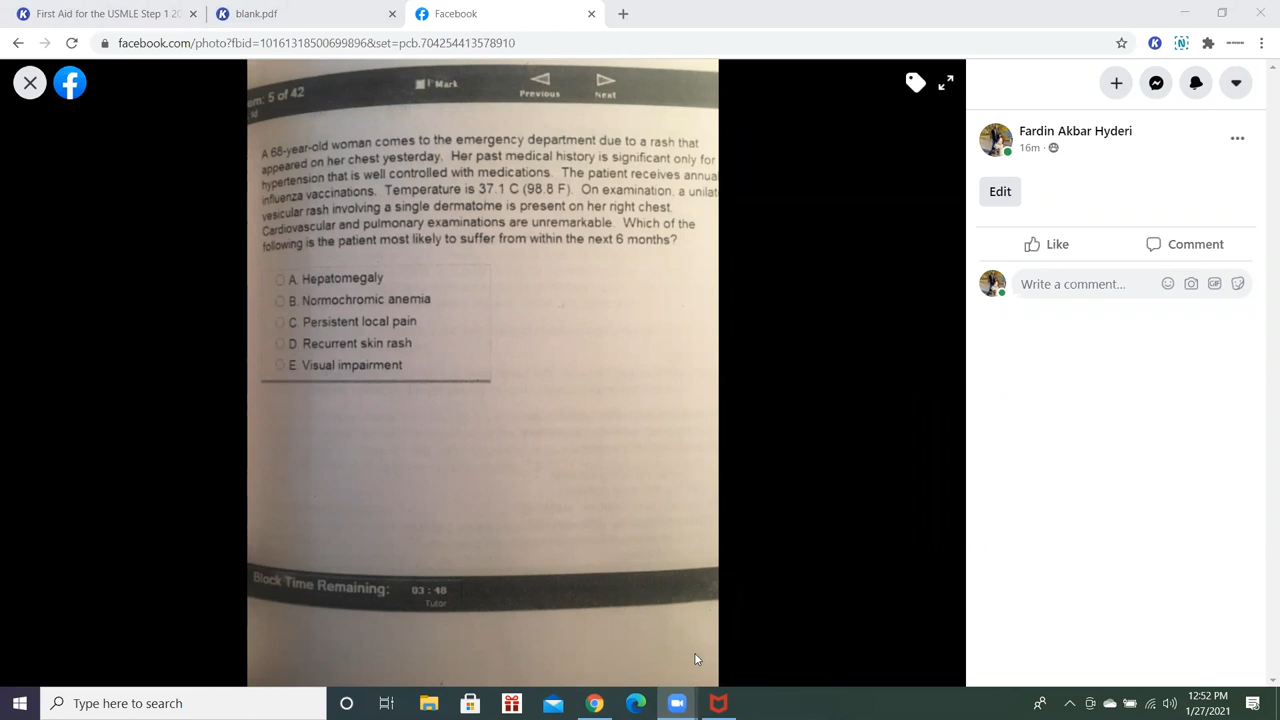 First Aid for the USMLE Step 1 20
blank.pdf
Facebook
facebook.com/photo?fbid=10161318500699896&set=pcb.704254413578910
em: 5 of 42
Id
Mark
Previous
Next
A 68-year-old woman comes to the emergency department due to a rash that
appeared on her chest yesterday. Her past medical history is significant only for
hypertension that is well controlled with medications. The patient receives annua
influenza vaccinations. Temperature is 37.1 C (98.8 F). On examination, a unilat
vesicular rash involving a single dermatome is present on her right chest.
Cardiovascular and pulmonary examinations are unremarkable. Which of the
following is the patient most likely to suffer from within the next 6 months?
A. Hepatomegaly
B. Normochromic anemia
C. Persistent local pain
D. Recurrent skin rash
E. Visual impairment
Block Time Remaining:
03 : 48
Tutor
Fardin Akbar Hyderi
16m
Edit
Like
Comment
Write a comment...
Type here to search
12:52 PM
1/27/2021